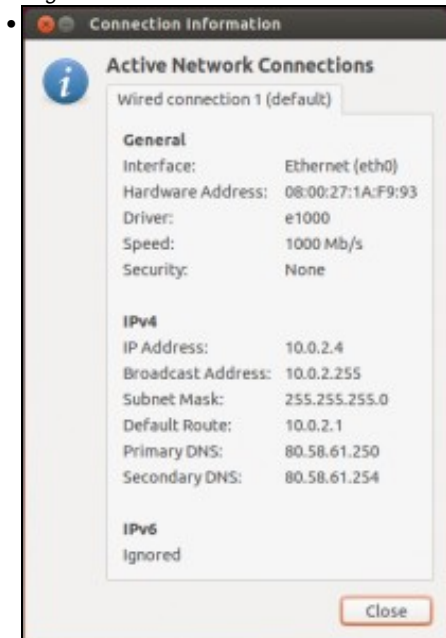 Connection Information
Active Network Connections
Wired connection 1 (default)
General
Interface: Ethernet (eth0)
Hardware Address: 08:00:27:1A:F9:93
Driver: e1000
Speed: 1000 Mb/s
Security: None
IPv4
IP Address: 10.0.2.4
Broadcast Address: 10.0.2.255
Subnet Mask: 255.255.255.0
Default Route: 10.0.2.1
Primary DNS: 80.58.61.250
Secondary DNS: 80.58.61.254
IPv6
Ignored
Close